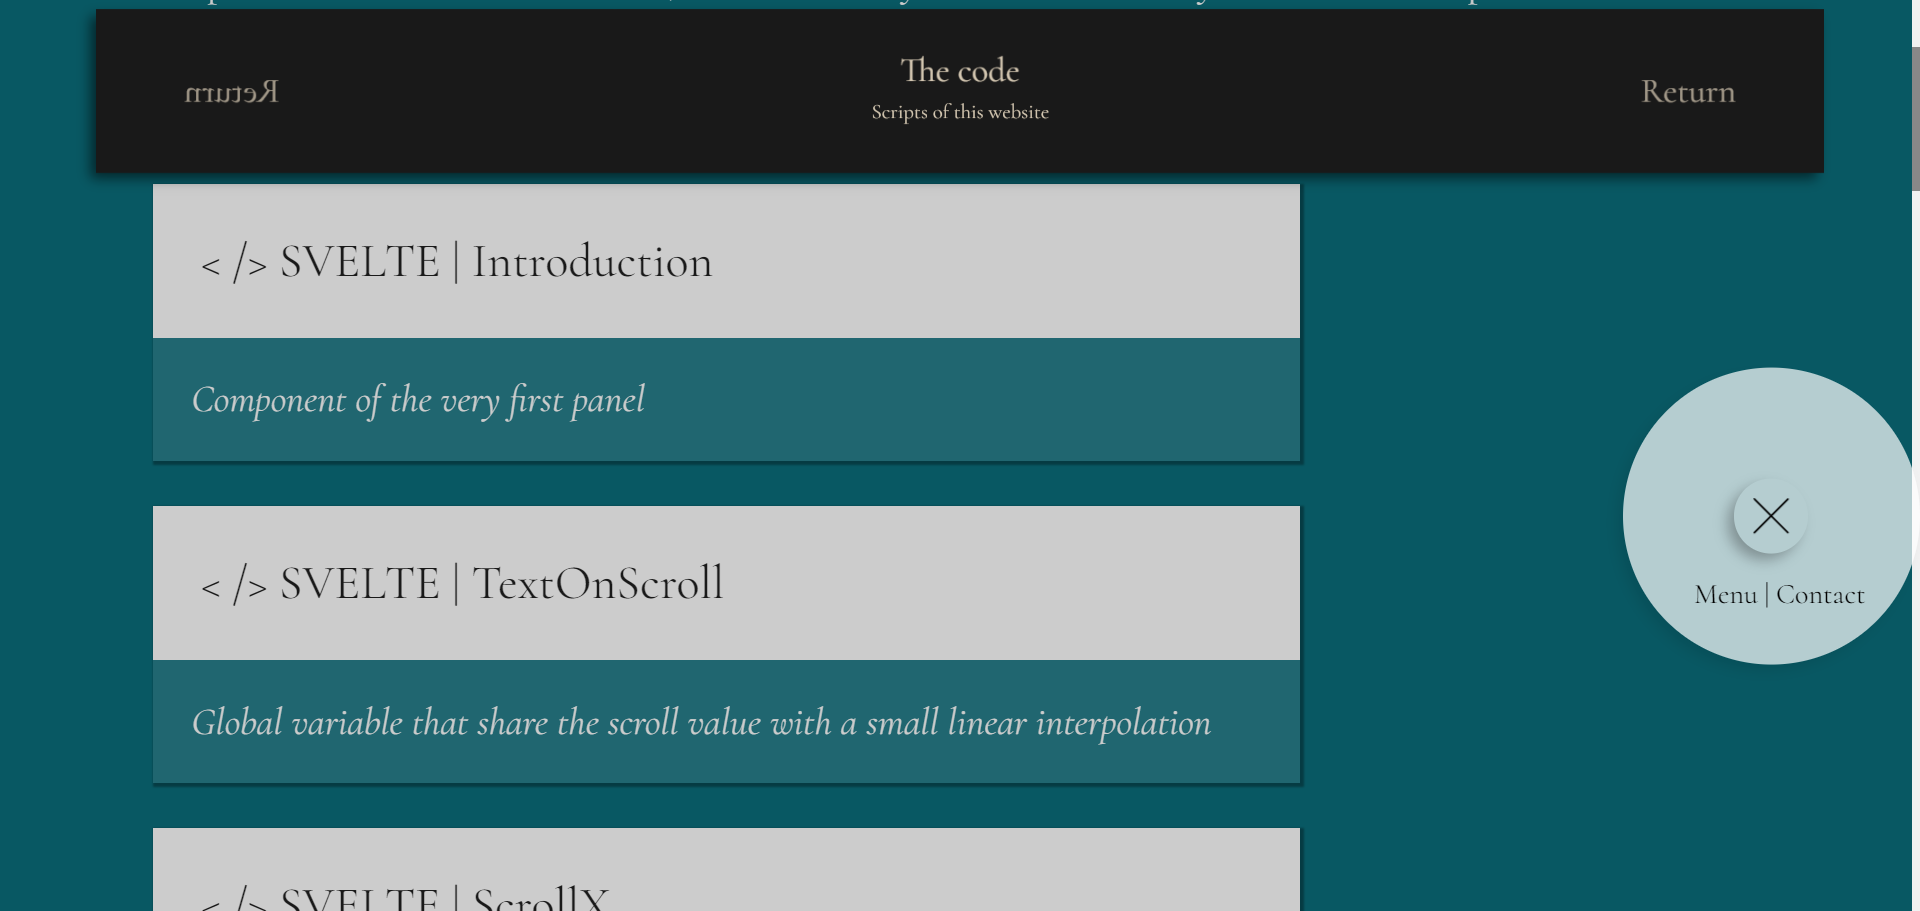 Return
The code
Scripts of this website
Return
< /> SVELTE | Introduction
Component of the very first panel
< /> SVELTE | TextOnScroll
Global variable that share the scroll value with a small linear interpolation
Menu | Contact
< /> SVELTE | ScrollX